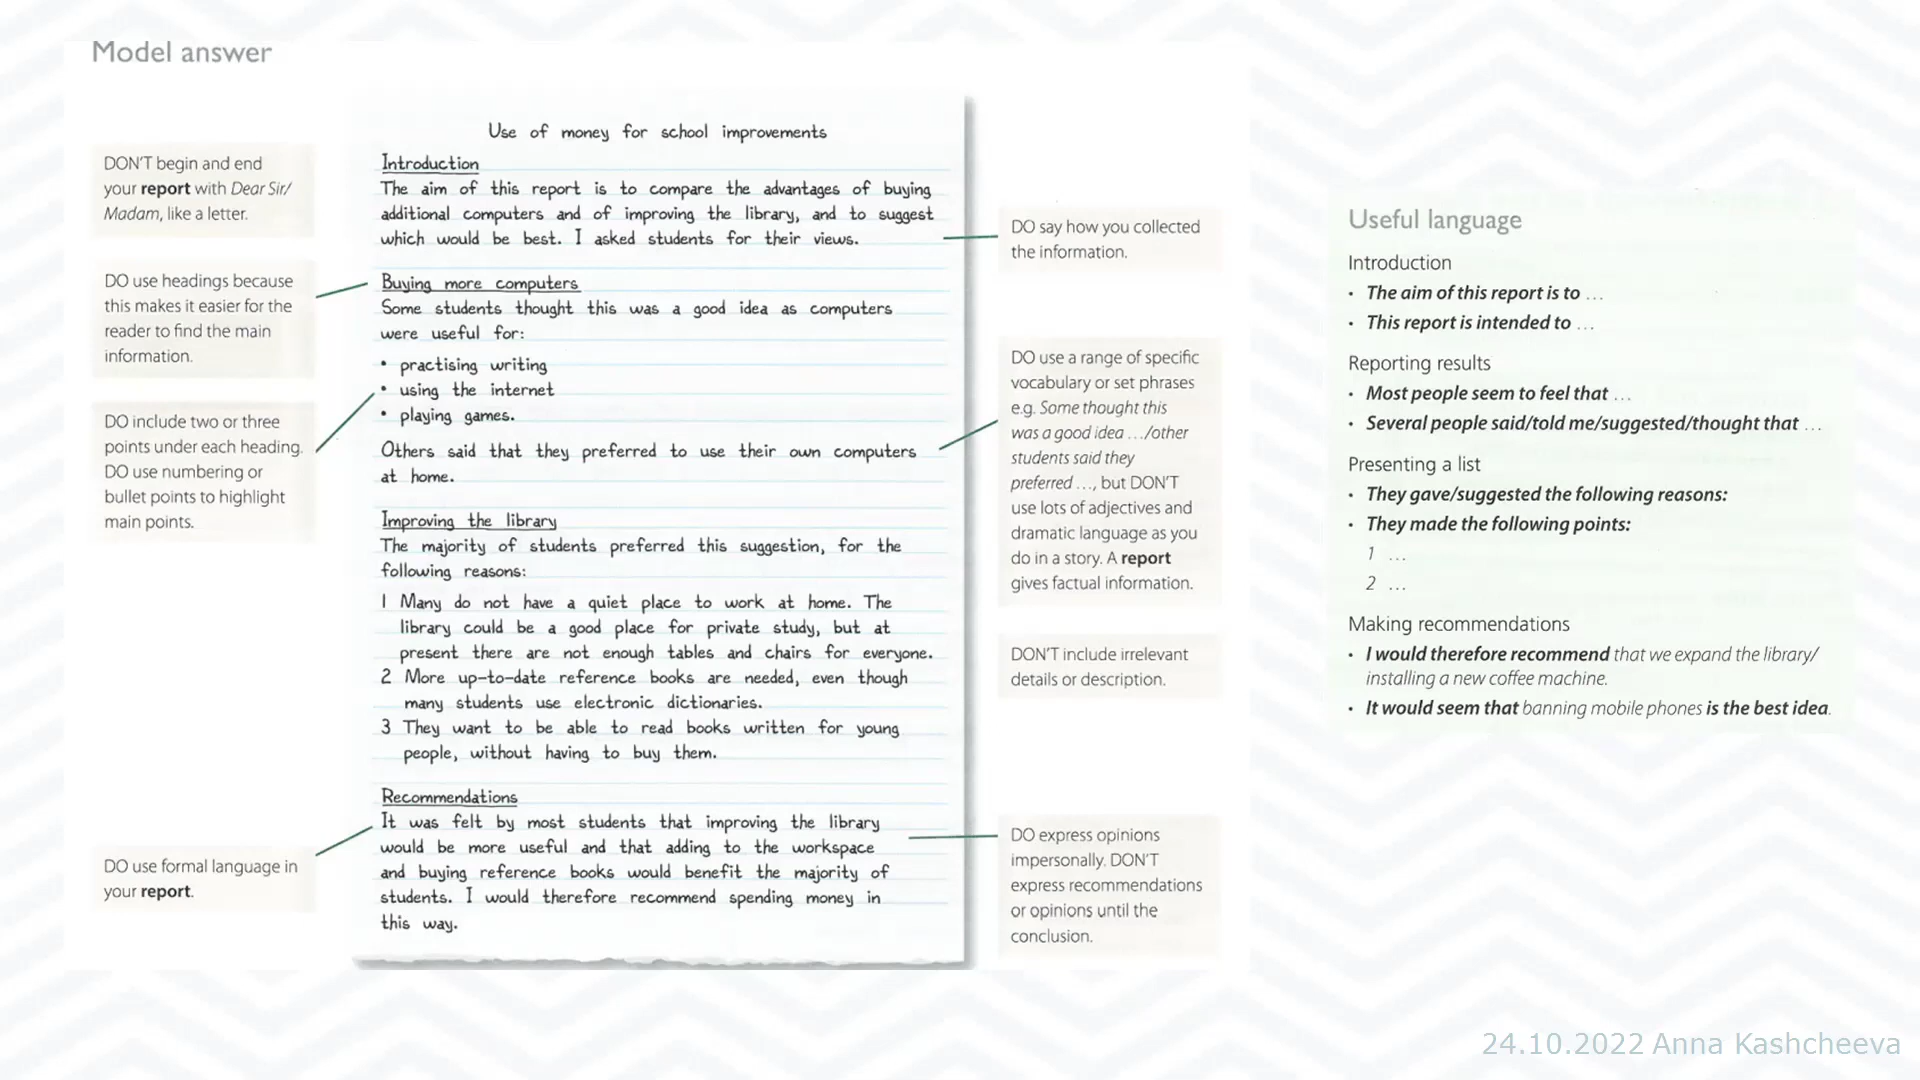 Model answer
DON'T begin and end
your report with Dear Sir/
Madam, like a letter.
DO use headings because
this makes it easier for the
reader to find the main
information.
DO include two or three
points under each heading.
DO use numbering or
bullet points to highlight
main points.
DO use formal language in
your report.
Use of money for school improvements
Introduction
The aim of this report is to compare the advantages of buying
additional computers and of improving the library, and to suggest
which would be best. I asked students for their views.
Buying more computers
Some students thought this was a good idea as computers
were useful for:
• practising writing
• using the internet
• playing games.
Others said that they preferred to use their own computers
at home.
Improving the library
The majority of students preferred this suggestion, for the
following reasons:
1 Many do not have a quiet place to work at home. The
library could be a good place for private study, but at
present there are not enough tables and chairs for everyone.
2 More up-to-date reference books are needed, even though
many students use electronic dictionaries.
3 They want to be able to read books written for young
people, without having to buy them.
Recommendations
It was felt by most students that improving the library
would be more useful and that adding to the workspace
and buying reference books would benefit the majority of
students. I would therefore recommend spending money in
this way.
DO say how you collected
the information.
DO use a range of specific
vocabulary or set phrases
e.g. Some thought this
was a good idea .../other
students said they
preferred ..., but DON'T
use lots of adjectives and
dramatic language as you
do in a story. A report
gives factual information.
DON'T include irrelevant
details or description.
DO express opinions
impersonally. DON'T
express recommendations
or opinions until the
conclusion.
Useful language
Introduction
• The aim of this report is to ...
• This report is intended to ...
Reporting results
• Most people seem to feel that ...
• Several people said/told me/suggested/thought that ...
Presenting a list
• They gave/suggested the following reasons:
• They made the following points:
1 ...
2 ...
Making recommendations
• I would therefore recommend that we expand the library/
installing a new coffee machine.
• It would seem that banning mobile phones is the best idea.
24.10.2022 Anna Kashcheeva